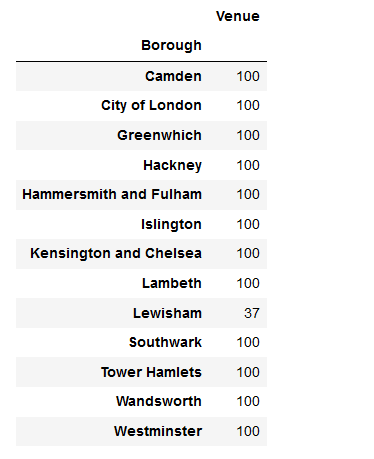 Venue
Borough
Camden 100
City of London 100
Greenwhich 100
Hackney 100
Hammersmith and Fulham 100
Islington 100
Kensington and Chelsea 100
Lambeth 100
Lewisham 37
Southwark 100
Tower Hamlets 100
Wandsworth 100
Westminster 100